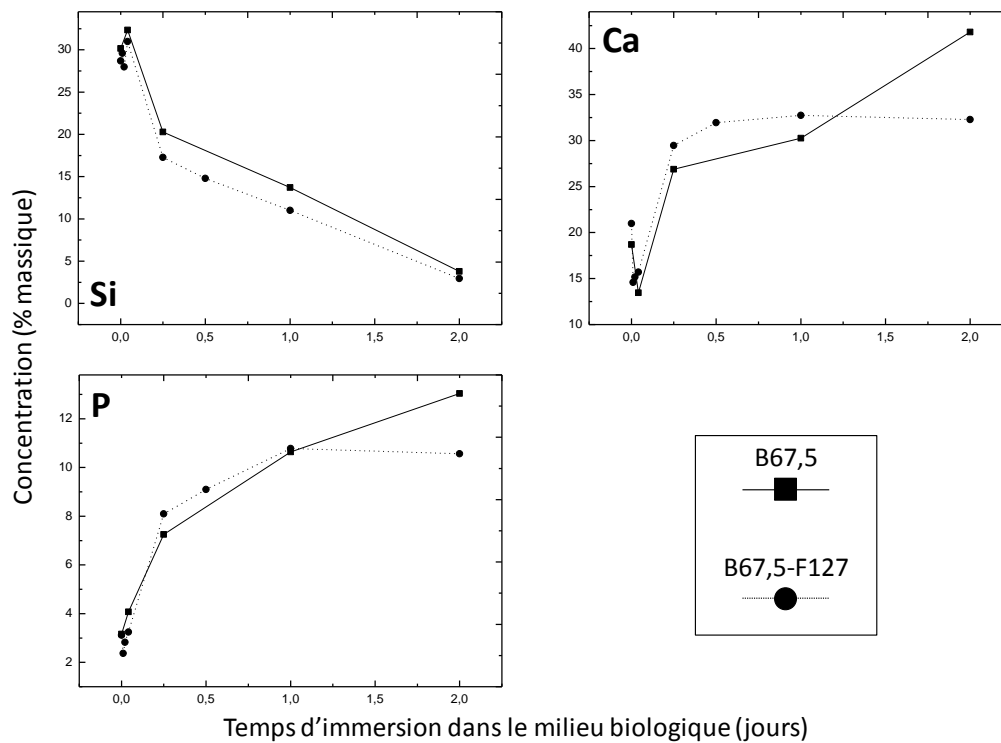 Concentration (% massique)
30
25
20
15
10
5
0
Si
0,0 0,5 1,0 1,5 2,0
Ca
40
35
30
25
20
15
10
0,0 0,5 1,0 1,5 2,0
P
12
10
8
6
4
2
0,0 0,5 1,0 1,5 2,0
B67,5
B67,5-F127
Temps d'immersion dans le milieu biologique (jours)